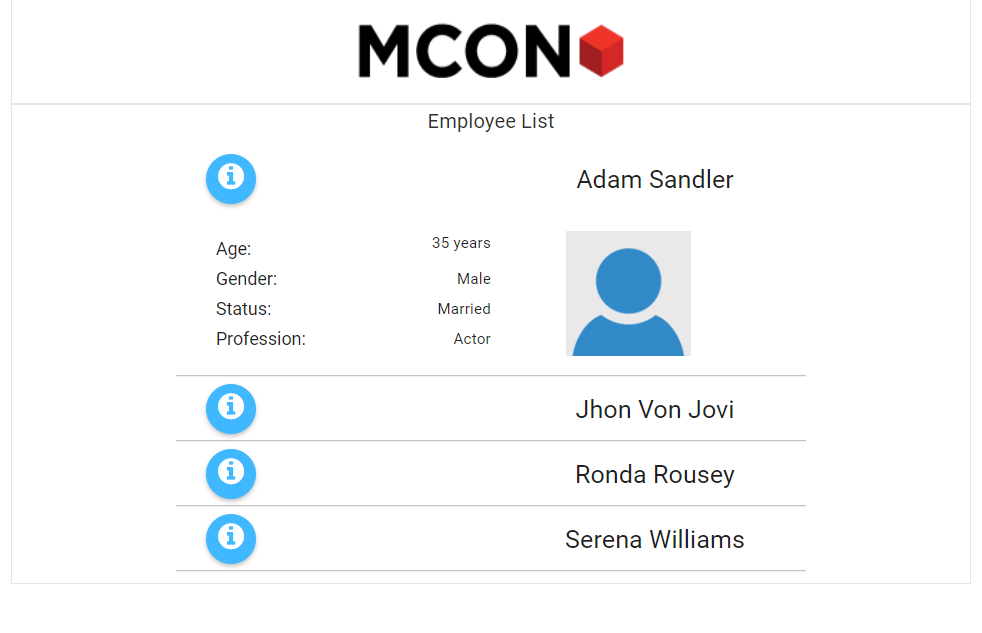 MCON
Employee List
Adam Sandler
Age: 35 years
Gender: Male
Status: Married
Profession: Actor
Jhon Von Jovi
Ronda Rousey
Serena Williams